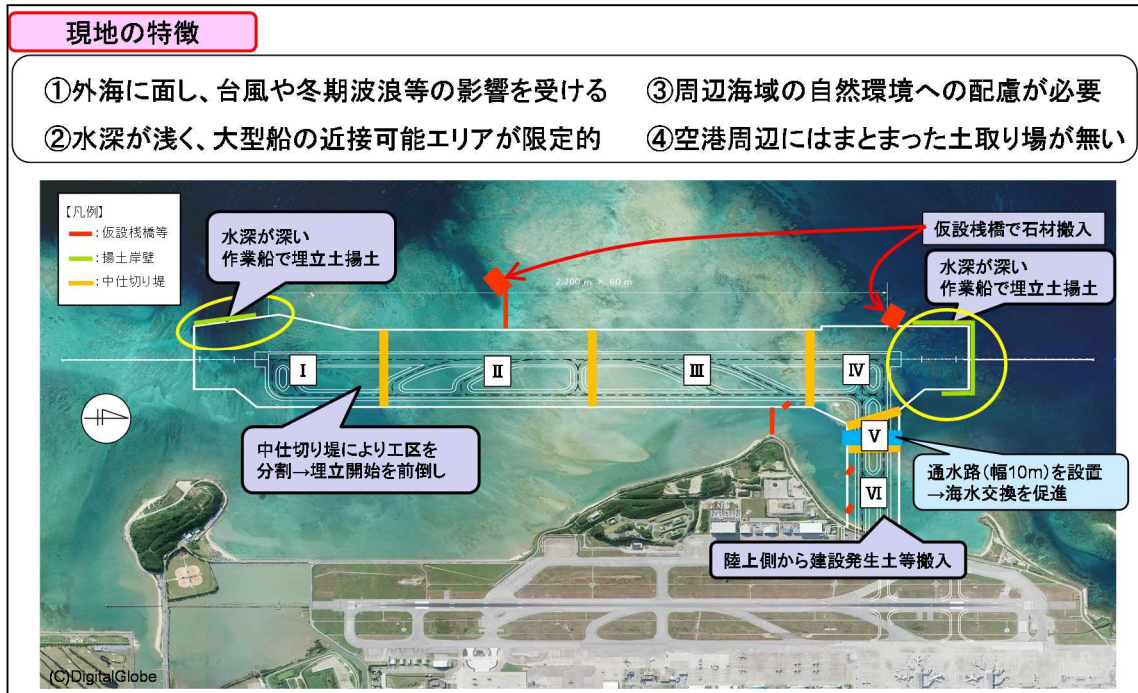 現地の特徴
①外海に面し、台風や冬期波浪等の影響を受ける
②水深が浅く、大型船の近接可能エリアが限定的
③周辺海域の自然環境への配慮が必要
④空港周辺にはまとまった土取り場が無い
【凡例】
：仮設桟橋等
：揚土岸壁
：中仕切り堤
水深が深い
作業船で埋立土揚土
仮設桟橋で石材搬入
水深が深い
作業船で埋立土揚土
2,700 m × 60 m
Ⅰ
Ⅱ
Ⅲ
Ⅳ
Ⅴ
Ⅵ
中仕切り堤により工区を
分割→埋立開始を前倒し
通水路（幅10m）を設置
→海水交換を促進
陸上側から建設発生土等搬入
(C)DigitalGlobe